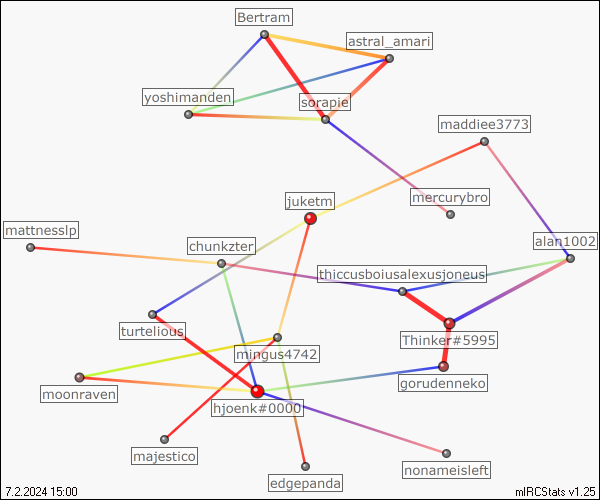 Bertram
astral_amari
yoshimanden
sorapie
maddiee3773
mercurybro
juketm
mattnesslp
chunkzter
alan1002
thiccusboiusalexusjoneus
turtelious
Thinker#5995
mingus4742
gorudenneko
moonraven
hjoenk#0000
majestico
nonameisleft
edgepanda
7.2.2024 15:00
mIRCStats v1.25